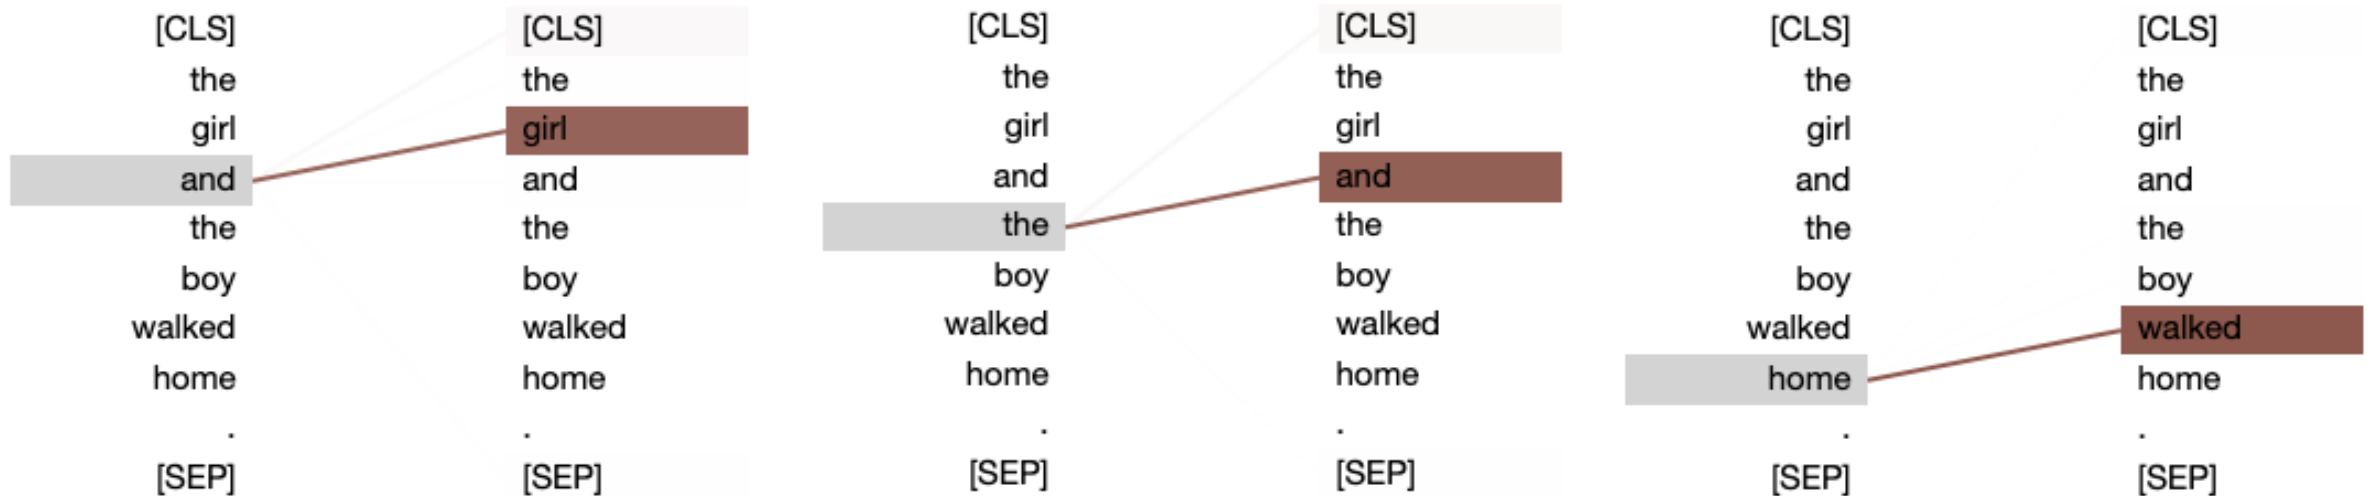 [CLS] [CLS]
the the
girl girl
and and
the the
boy boy
walked walked
home home
. .
[SEP] [SEP]
[CLS] [CLS]
the the
girl girl
and and
the the
boy boy
walked walked
home home
. .
[SEP] [SEP]
[CLS] [CLS]
the the
girl girl
and and
the the
boy boy
walked walked
home home
. .
[SEP] [SEP]